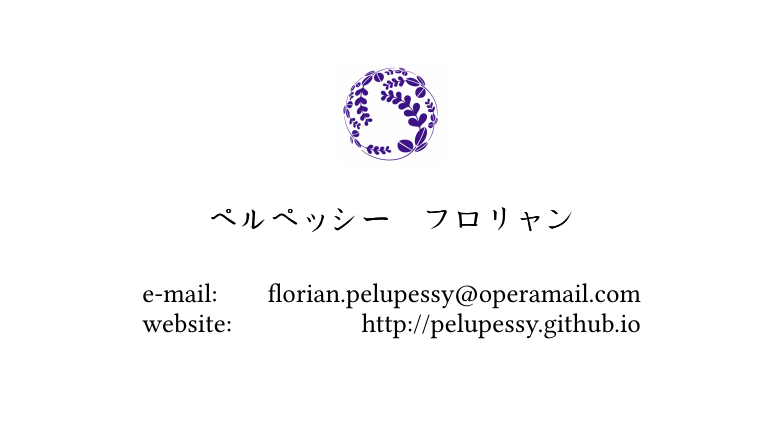 ペルペッシー　フロリャン
e-mail: florian.pelupessy@operamail.com
website: http://pelupessy.github.io